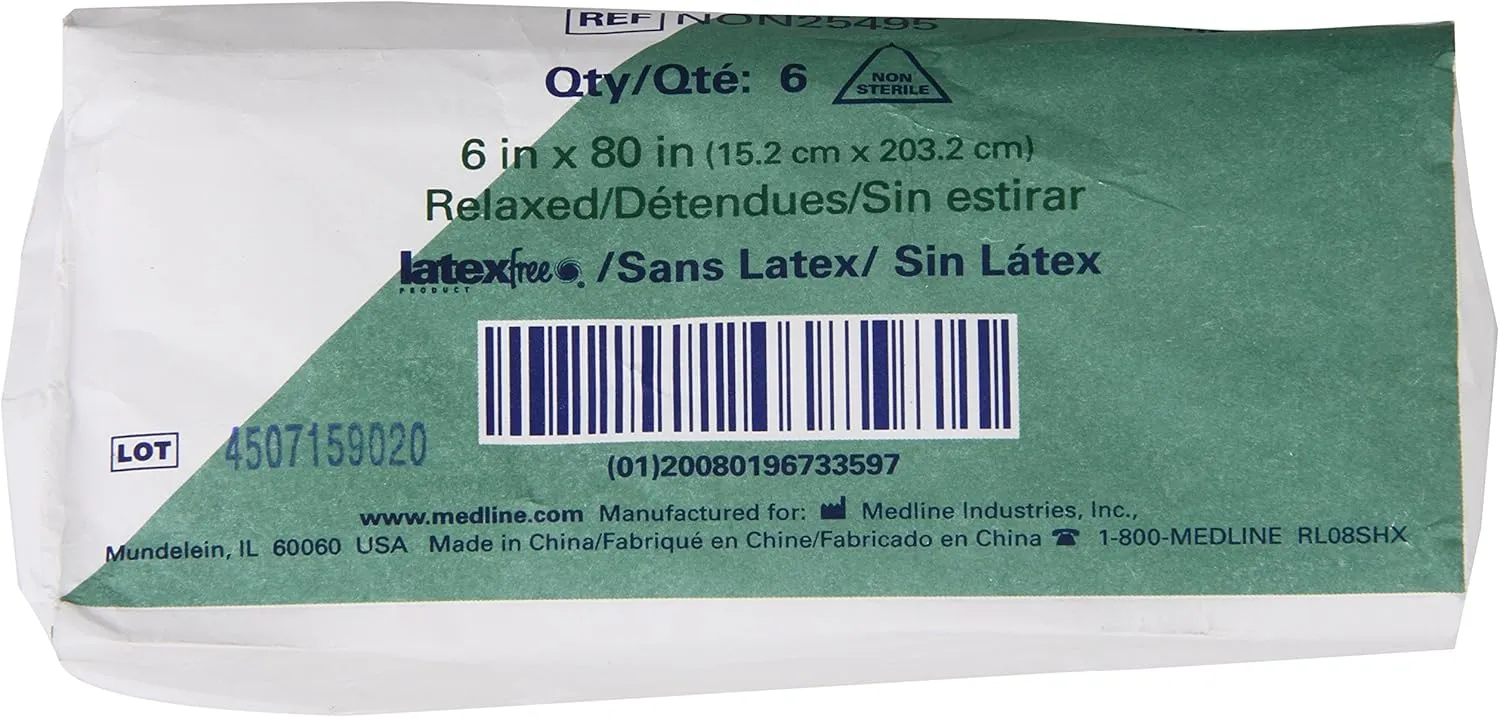 REF NON25495
Qty/Qté: 6
NON
STERILE
6 in x 80 in (15.2 cm x 203.2 cm)
Relaxed/Détendues/Sin estirar
latexfree /Sans Latex/ Sin Látex
PRODUCT
LOT 4507159020
(01)20080196733597
www.medline.com Manufactured for: Medline Industries, Inc.,
Mundelein, IL 60060 USA Made in China/Fabriqué en Chine/Fabricado en China 1-800-MEDLINE RL08SHX